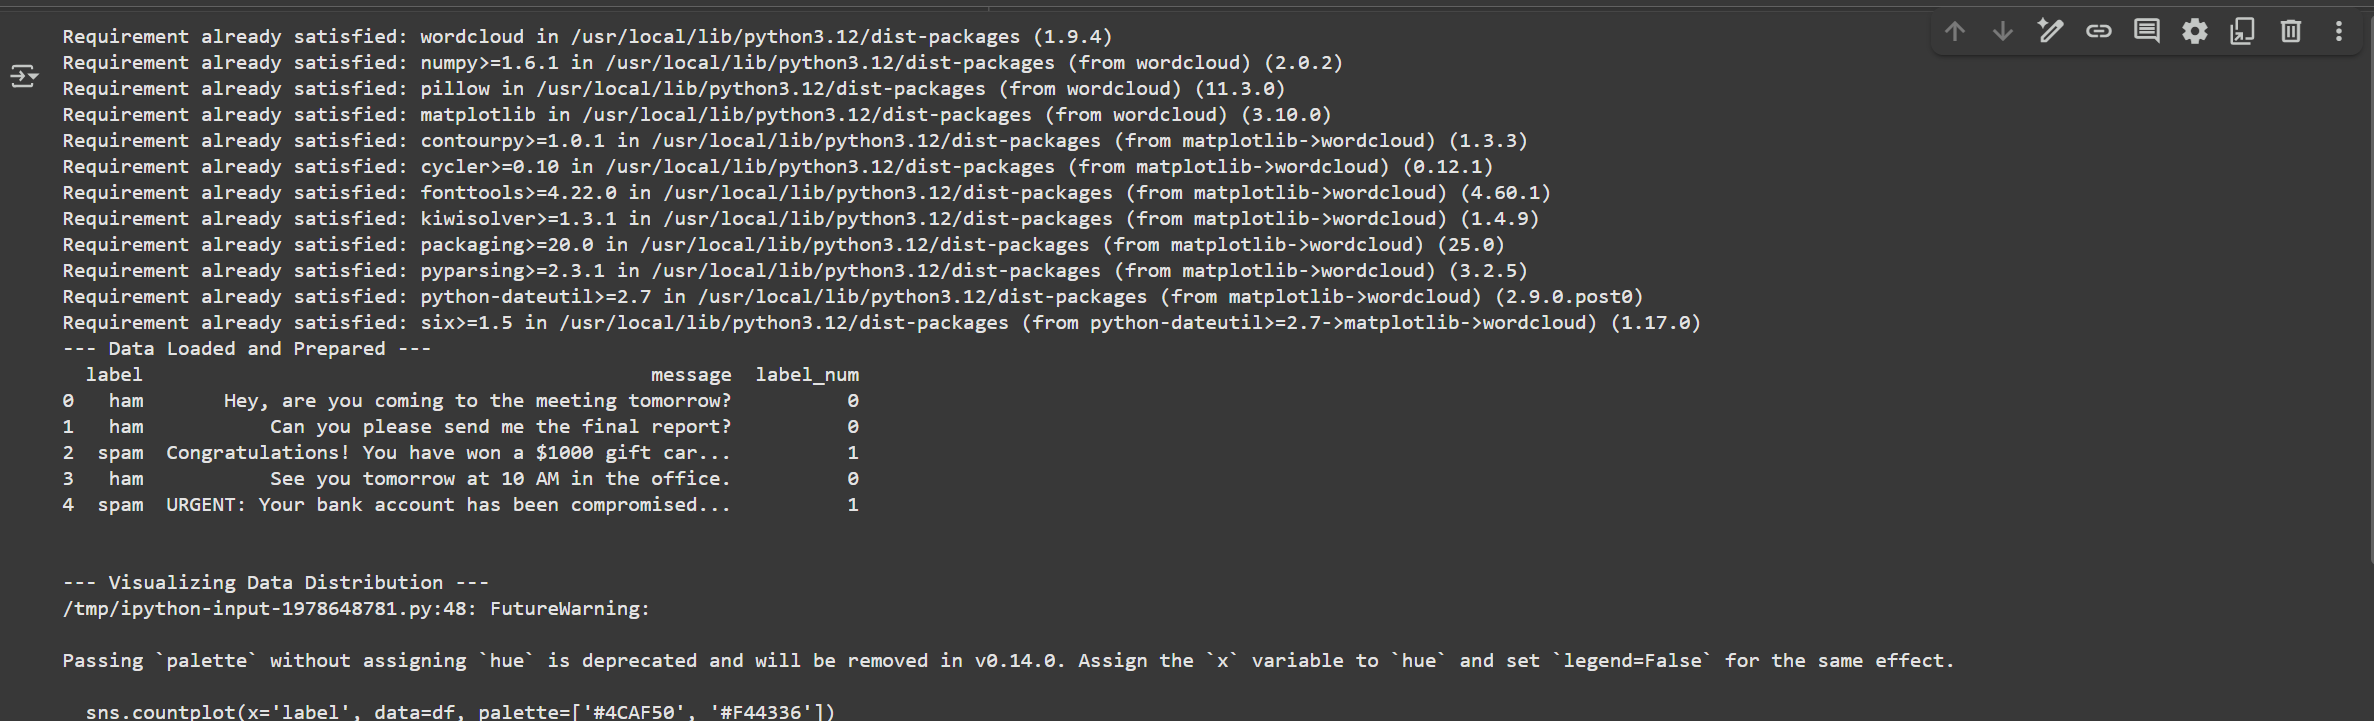 Requirement already satisfied: wordcloud in /usr/local/lib/python3.12/dist-packages (1.9.4)
Requirement already satisfied: numpy>=1.6.1 in /usr/local/lib/python3.12/dist-packages (from wordcloud) (2.0.2)
Requirement already satisfied: pillow in /usr/local/lib/python3.12/dist-packages (from wordcloud) (11.3.0)
Requirement already satisfied: matplotlib in /usr/local/lib/python3.12/dist-packages (from wordcloud) (3.10.0)
Requirement already satisfied: contourpy>=1.0.1 in /usr/local/lib/python3.12/dist-packages (from matplotlib->wordcloud) (1.3.3)
Requirement already satisfied: cycler>=0.10 in /usr/local/lib/python3.12/dist-packages (from matplotlib->wordcloud) (0.12.1)
Requirement already satisfied: fonttools>=4.22.0 in /usr/local/lib/python3.12/dist-packages (from matplotlib->wordcloud) (4.60.1)
Requirement already satisfied: kiwisolver>=1.3.1 in /usr/local/lib/python3.12/dist-packages (from matplotlib->wordcloud) (1.4.9)
Requirement already satisfied: packaging>=20.0 in /usr/local/lib/python3.12/dist-packages (from matplotlib->wordcloud) (25.0)
Requirement already satisfied: pyparsing>=2.3.1 in /usr/local/lib/python3.12/dist-packages (from matplotlib->wordcloud) (3.2.5)
Requirement already satisfied: python-dateutil>=2.7 in /usr/local/lib/python3.12/dist-packages (from matplotlib->wordcloud) (2.9.0.post0)
Requirement already satisfied: six>=1.5 in /usr/local/lib/python3.12/dist-packages (from python-dateutil>=2.7->matplotlib->wordcloud) (1.17.0)
--- Data Loaded and Prepared ---
  label                                            message  label_num
0   ham       Hey, are you coming to the meeting tomorrow?          0
1   ham           Can you please send me the final report?          0
2  spam  Congratulations! You have won a $1000 gift car...          1
3   ham           See you tomorrow at 10 AM in the office.          0
4  spam  URGENT: Your bank account has been compromised...          1
--- Visualizing Data Distribution ---
/tmp/ipython-input-1978648781.py:48: FutureWarning:
Passing `palette` without assigning `hue` is deprecated and will be removed in v0.14.0. Assign the `x` variable to `hue` and set `legend=False` for the same effect.
  sns.countplot(x='label', data=df, palette=['#4CAF50', '#F44336'])